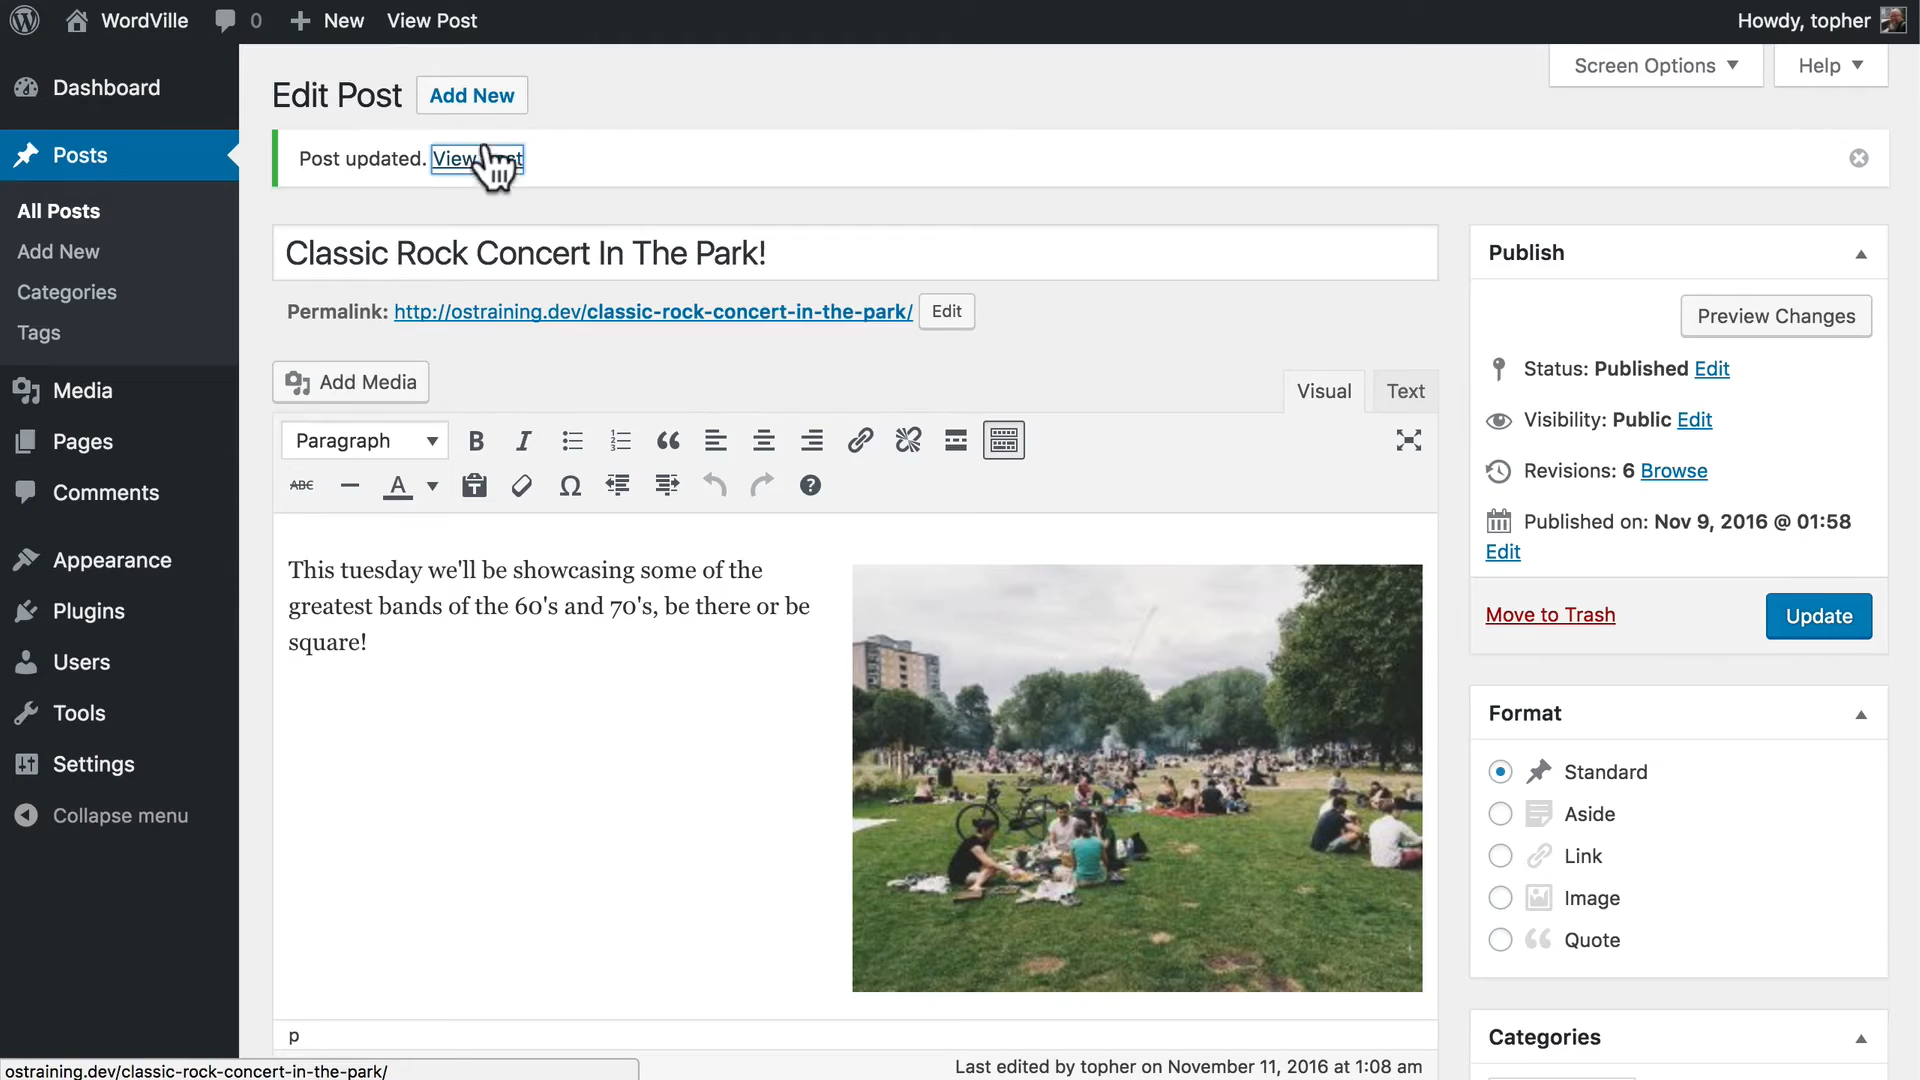 WordVille 0 New View Post Howdy, topher
Dashboard
Posts
All Posts
Add New
Categories
Tags
Media
Pages
Comments
Appearance
Plugins
Users
Tools
Settings
Collapse menu
Screen Options Help
Edit Post Add New
Post updated. View
Classic Rock Concert In The Park!
Permalink: http://ostraining.dev/classic-rock-concert-in-the-park/ Edit
Add Media
Visual Text
Paragraph B I
ABC A
This tuesday we'll be showcasing some of the
greatest bands of the 60's and 70's, be there or be
square!
p
Last edited by topher on November 11, 2016 at 1:08 am
Publish
Preview Changes
Status: Published Edit
Visibility: Public Edit
Revisions: 6 Browse
Published on: Nov 9, 2016 @ 01:58
Edit
Move to Trash Update
Format
Standard
Aside
Link
Image
Quote
Categories
ostraining.dev/classic-rock-concert-in-the-park/